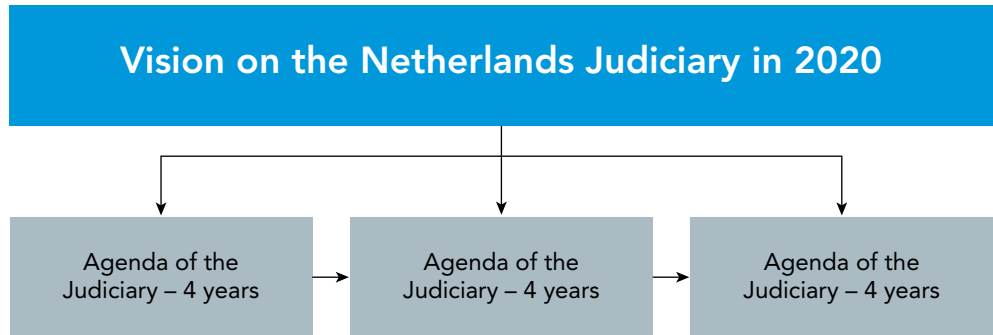 Vision on the Netherlands Judiciary in 2020
Agenda of the
Judiciary – 4 years
Agenda of the
Judiciary – 4 years
Agenda of the
Judiciary – 4 years